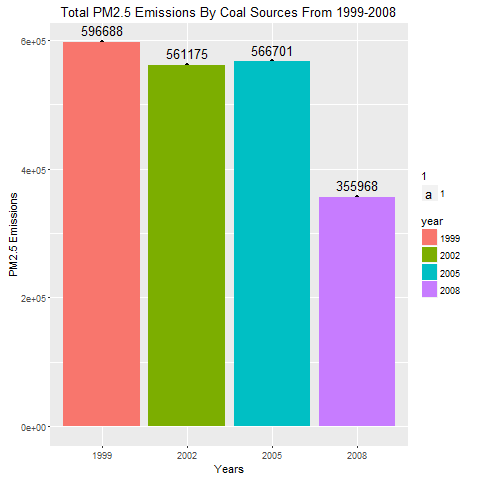 Total PM2.5 Emissions By Coal Sources From 1999-2008
596688
561175
566701
355968
6e+05
4e+05
2e+05
0e+00
PM2.5 Emissions
1999 2002 2005 2008
Years
1
a 1
year
1999
2002
2005
2008